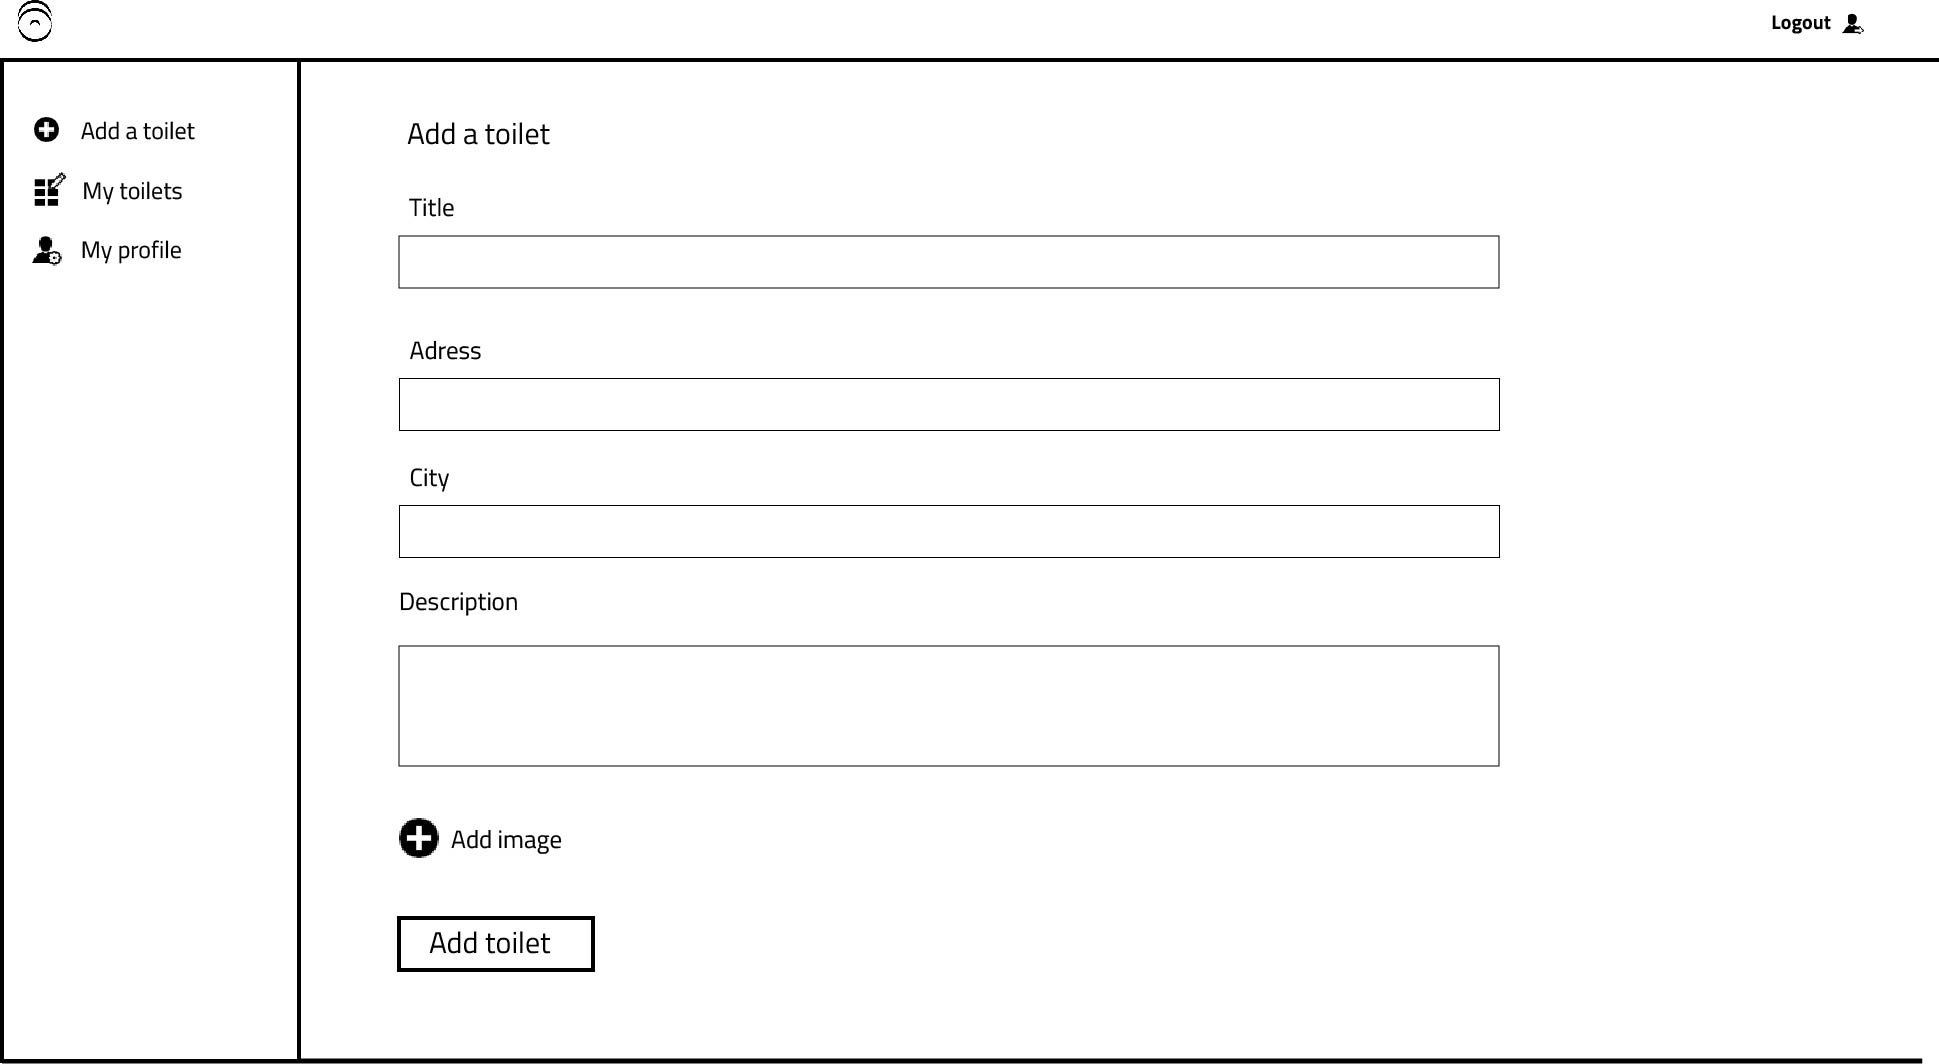 Logout
Add a toilet
My toilets
My profile
Add a toilet
Title
Adress
City
Description
Add image
Add toilet